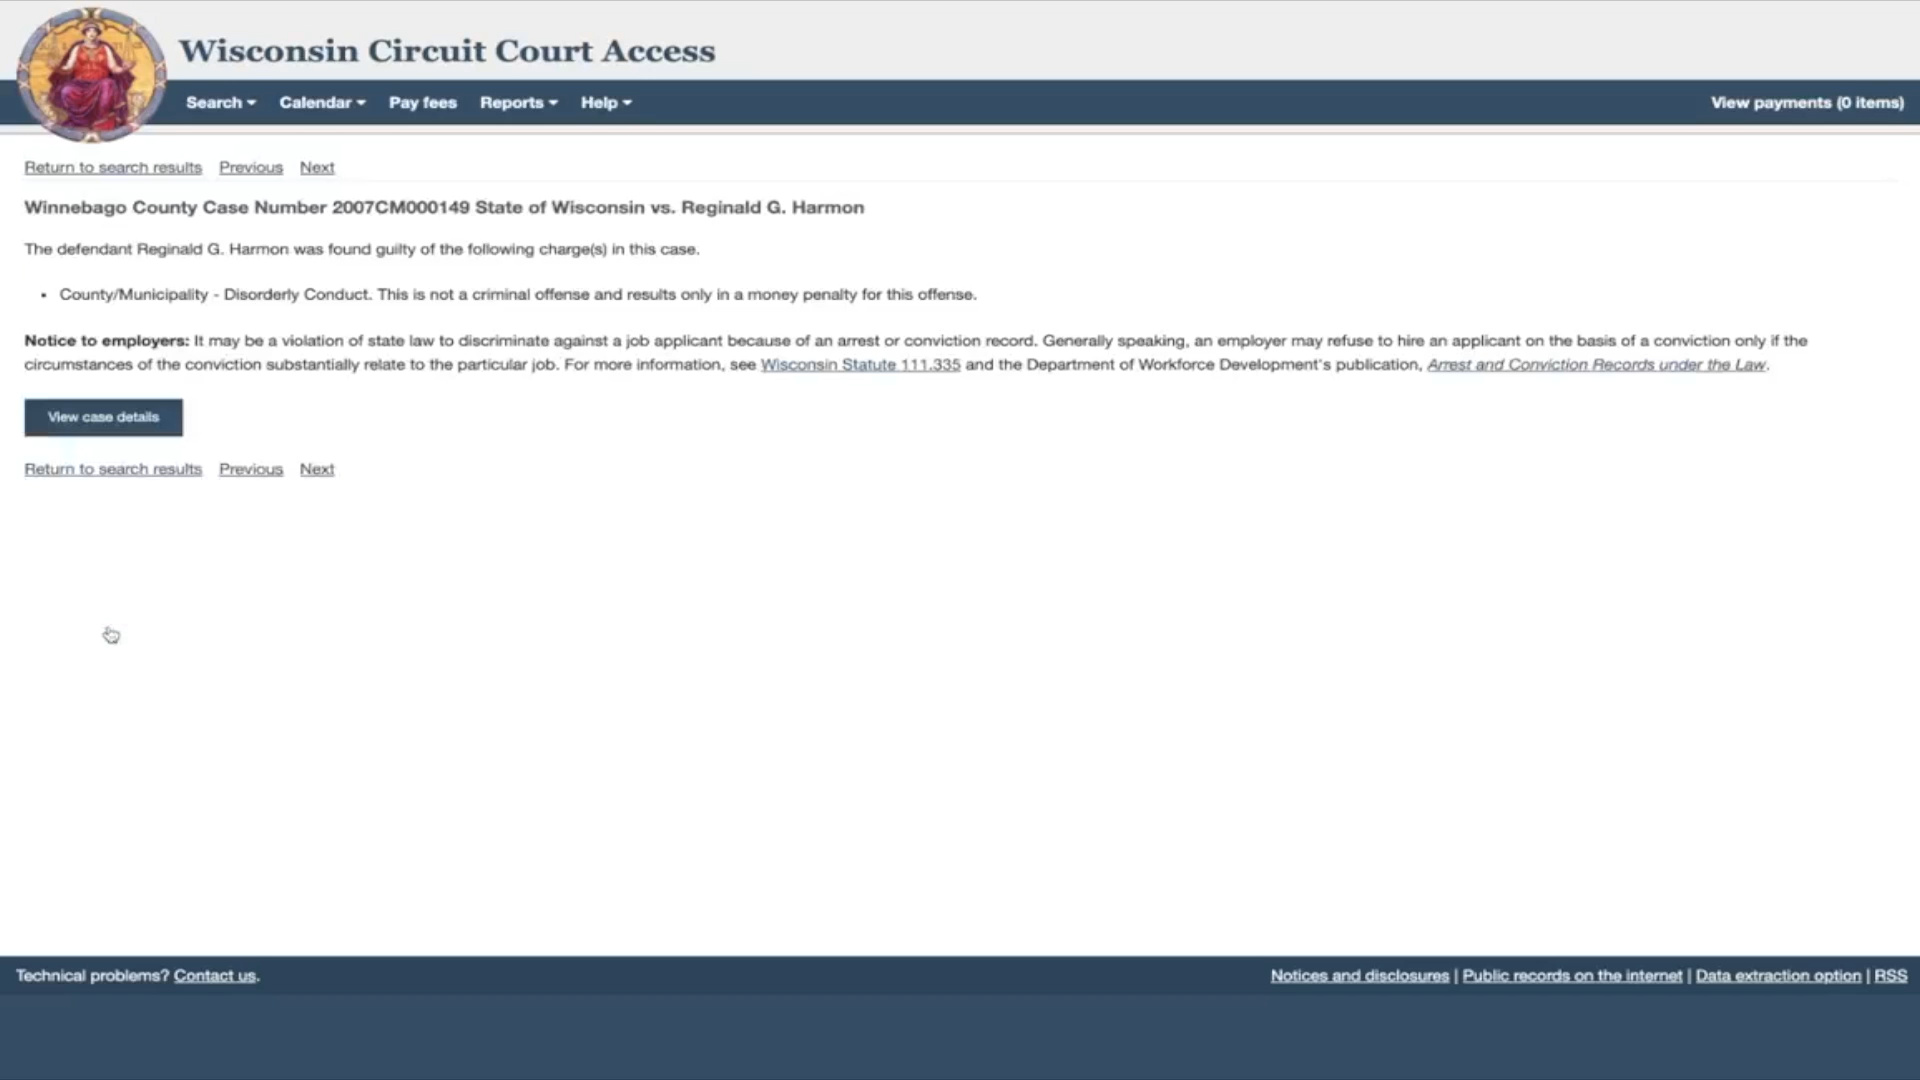 Wisconsin Circuit Court Access
Search Calendar Pay fees Reports Help View payments (0 items)
Return to search results Previous Next
Winnebago County Case Number 2007CM000149 State of Wisconsin vs. Reginald G. Harmon
The defendant Reginald G. Harmon was found guilty of the following charge(s) in this case.
• County/Municipality - Disorderly Conduct. This is not a criminal offense and results only in a money penalty for this offense.
Notice to employers: It may be a violation of state law to discriminate against a job applicant because of an arrest or conviction record. Generally speaking, an employer may refuse to hire an applicant on the basis of a conviction only if the
circumstances of the conviction substantially relate to the particular job. For more information, see Wisconsin Statute 111.335 and the Department of Workforce Development's publication, Arrest and Conviction Records under the Law.
View case details
Return to search results Previous Next
Technical problems? Contact us. Notices and disclosures | Public records on the internet | Data extraction option | RSS